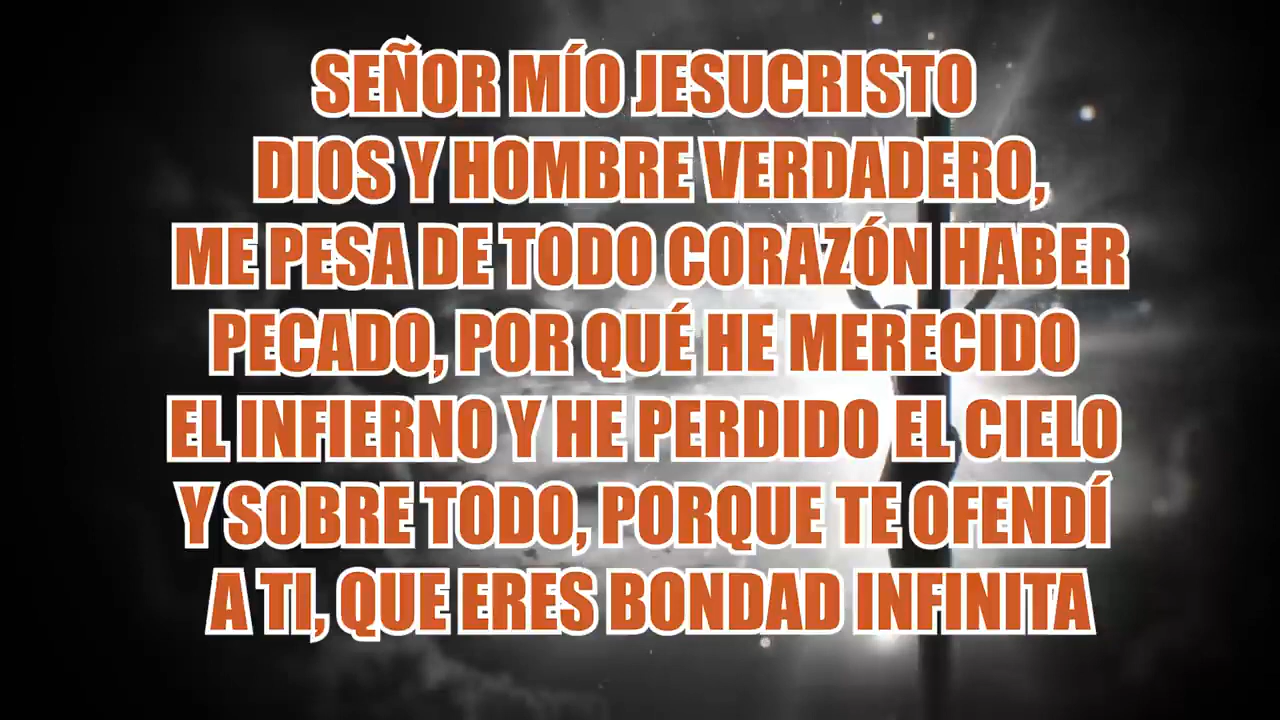 SEÑOR MÍO JESUCRISTO
DIOS Y HOMBRE VERDADERO,
ME PESA DE TODO CORAZÓN HABER
PECADO, POR QUÉ HE MERECIDO
EL INFIERNO Y HE PERDIDO EL CIELO
Y SOBRE TODO, PORQUE TE OFENDÍ
A TI, QUE ERES BONDAD INFINITA